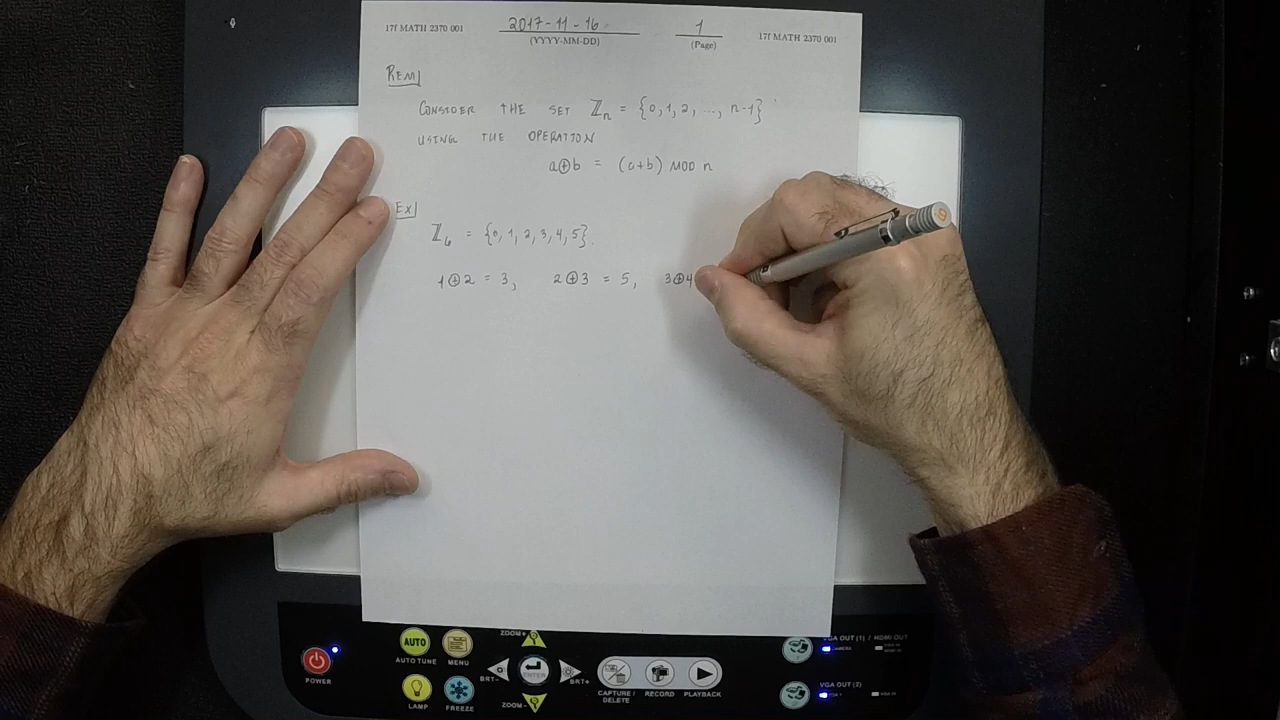 17f MATH 2370 001 2017-11-16 1 17f MATH 2370 001
(YYYY-MM-DD) (Page)
REM
CONSIDER THE SET ℤn = {0, 1, 2, ..., n-1}
USING THE OPERATION
a⊕b = (a+b) MOD n
EX
ℤ6 = {0, 1, 2, 3, 4, 5}.
1⊕2 = 3, 2⊕3 = 5, 3⊕4
POWER
AUTO
AUTO TUNE
MENU
LAMP
FREEZE
ZOOM+
BRT-
ENTER
BRT+
ZOOM-
CAPTURE / DELETE
RECORD
PLAYBACK
VGA OUT (1) / HDMI OUT
CAMERA
VGA OUT (2)